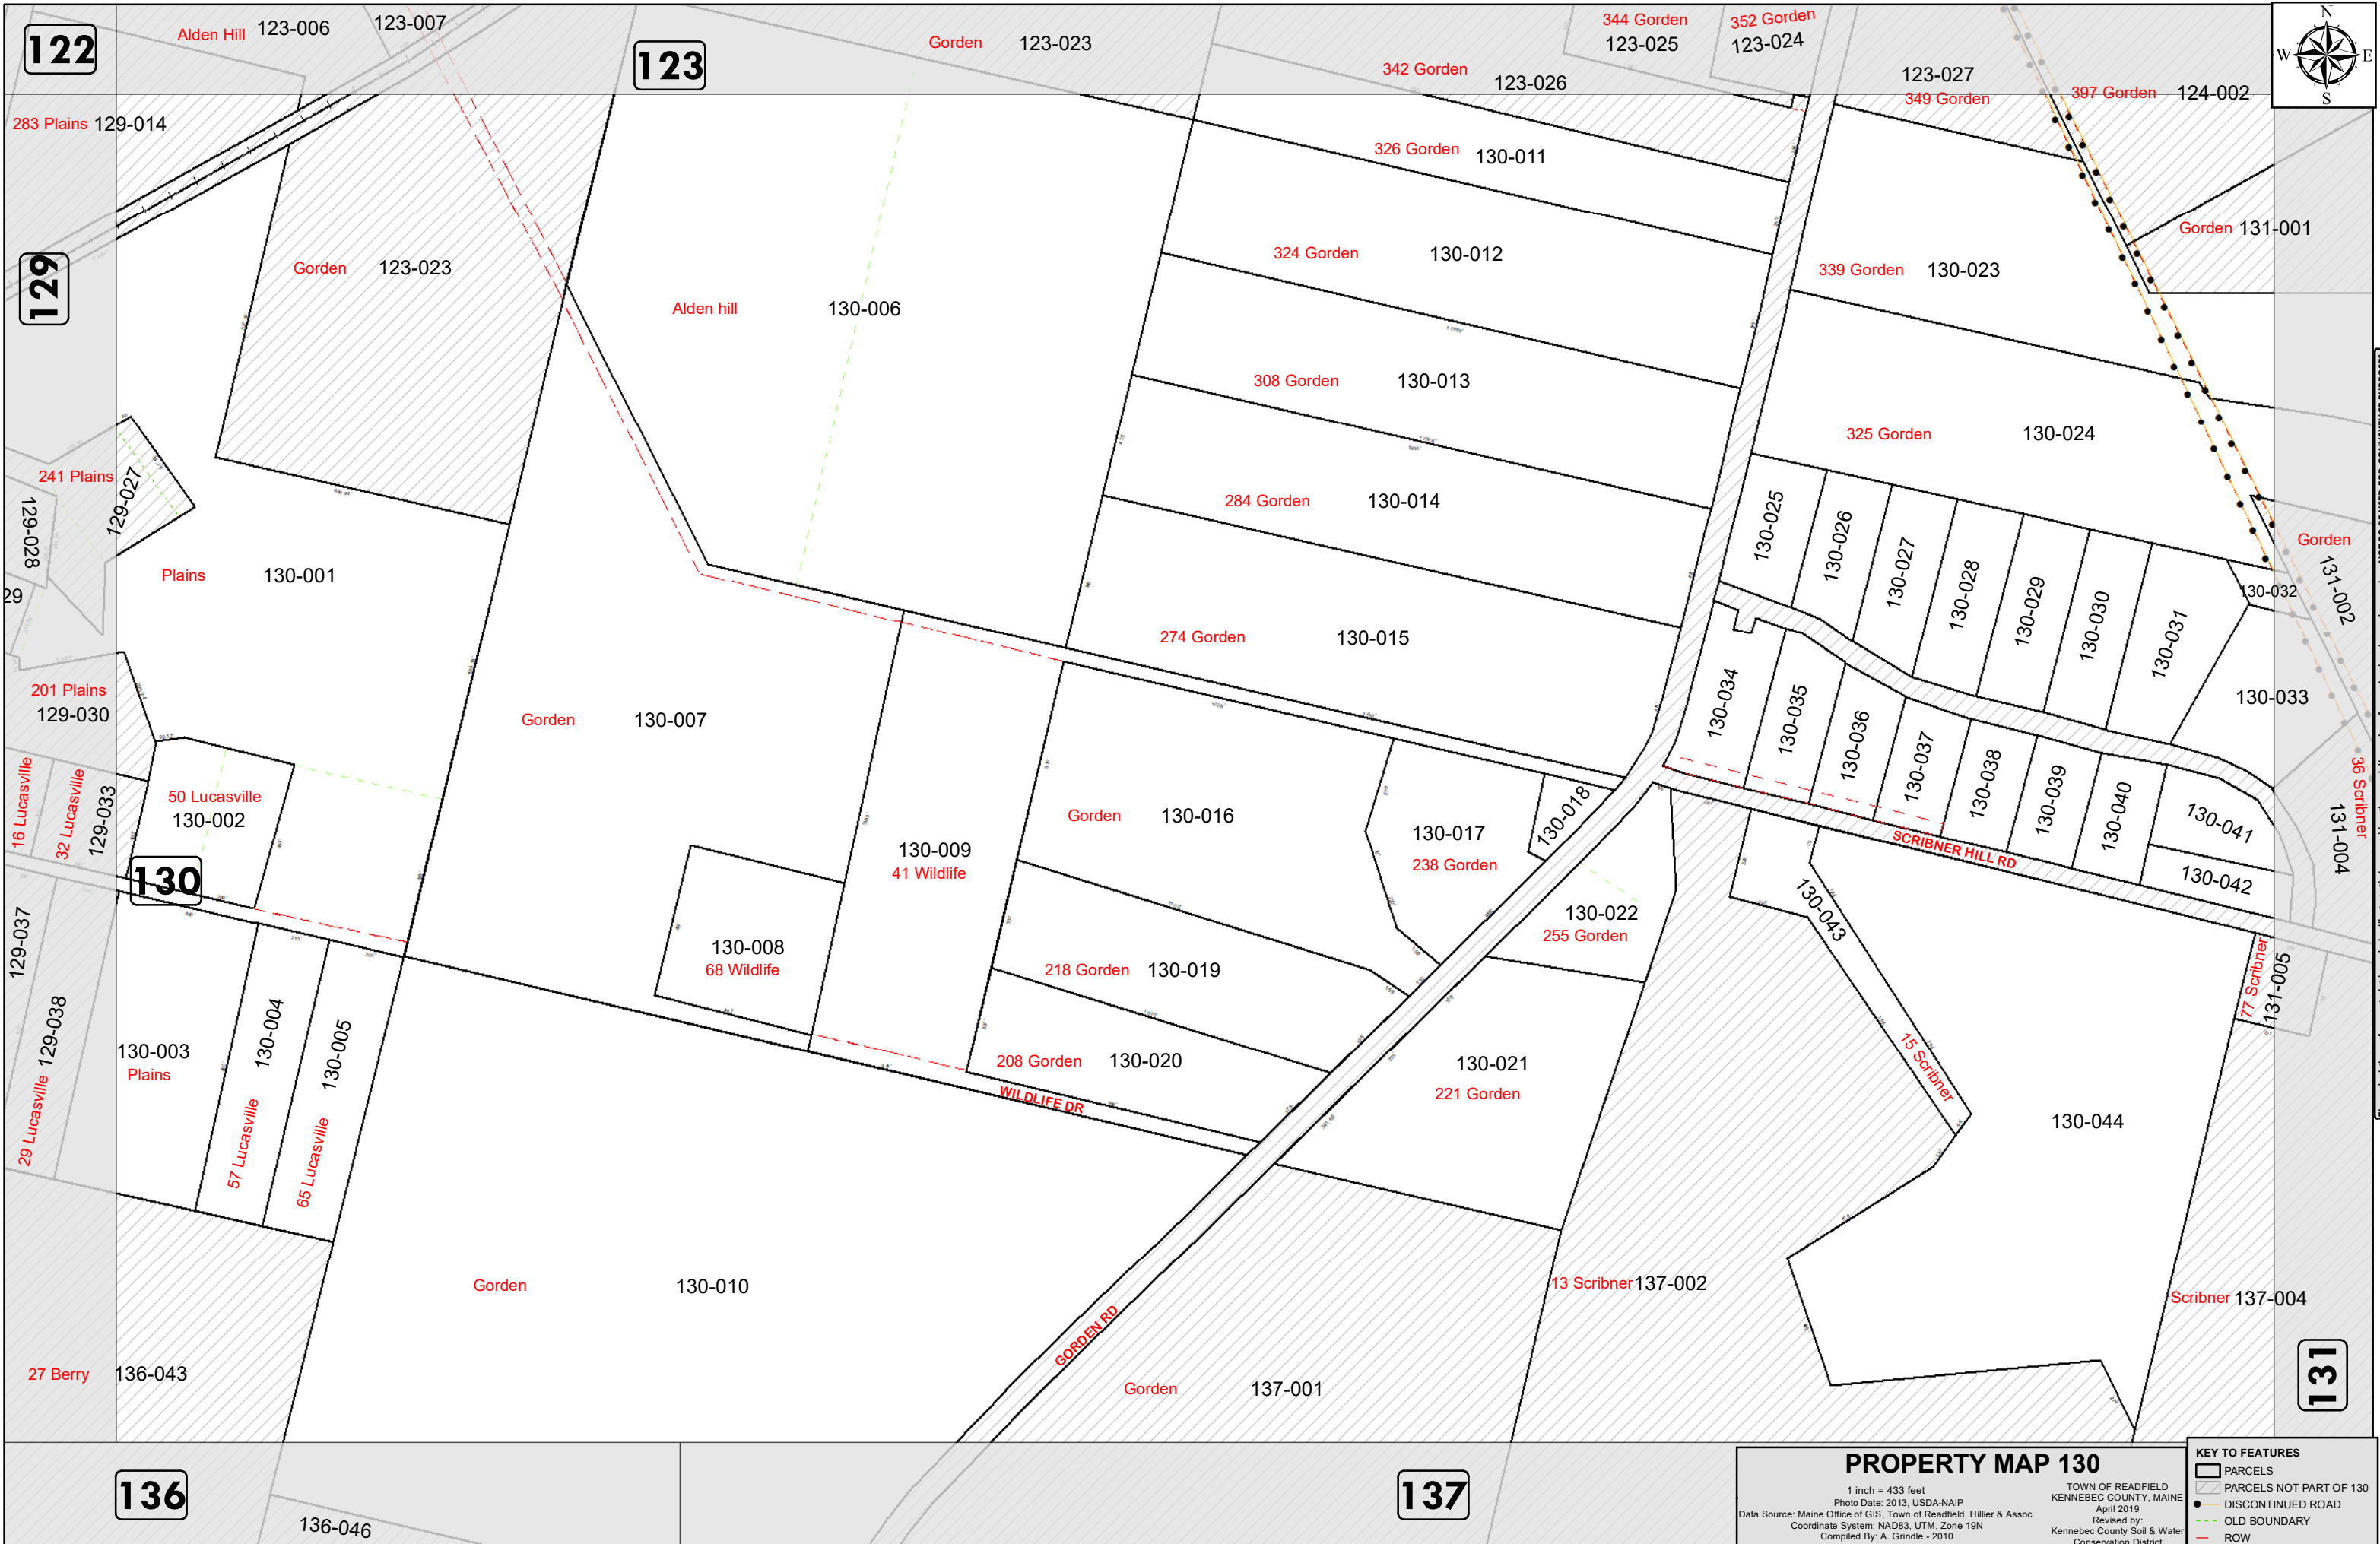 122
Alden Hill 123-006
123-007
123
Gorden 123-023
342 Gorden 123-026
344 Gorden
123-025
352 Gorden
123-024
123-027
349 Gorden
397 Gorden 124-002
N
W E
S
283 Plains 129-014
129
Gorden 123-023
Alden hill 130-006
326 Gorden 130-011
324 Gorden 130-012
308 Gorden 130-013
284 Gorden 130-014
274 Gorden 130-015
339 Gorden 130-023
Gorden 131-001
325 Gorden 130-024
241 Plains
129-027
129-028
29
Plains 130-001
130-025
130-026
130-027
130-028
130-029
130-030
130-031
130-032
130-033
Gorden
131-002
201 Plains
129-030
Gorden 130-007
130-034
130-035
130-036
130-037
130-038
130-039
130-040
130-041
130-042
SCRIBNER HILL RD
36 Scribner
131-004
16 Lucasville
32 Lucasville
129-033
50 Lucasville
130-002
130
130-009
41 Wildlife
Gorden 130-016
130-017
238 Gorden
130-018
130-022
255 Gorden
130-043
15 Scribner
77 Scribner
131-005
129-037
29 Lucasville 129-038
130-003
Plains
130-004
57 Lucasville
130-005
65 Lucasville
130-008
68 Wildlife
218 Gorden 130-019
208 Gorden 130-020
WILDLIFE DR
130-021
221 Gorden
130-044
Gorden 130-010
GORDEN RD
13 Scribner 137-002
Scribner 137-004
27 Berry 136-043
Gorden 137-001
131
136
136-046
137
PROPERTY MAP 130
1 inch = 433 feet
Photo Date: 2013, USDA-NAIP
Data Source: Maine Office of GIS, Town of Readfield, Hillier & Assoc.
Coordinate System: NAD83, UTM, Zone 19N
Compiled By: A. Grindle - 2010
TOWN OF READFIELD
KENNEBEC COUNTY, MAINE
April 2019
Revised by:
Kennebec County Soil & Water
Conservation District
KEY TO FEATURES
PARCELS
PARCELS NOT PART OF 130
DISCONTINUED ROAD
OLD BOUNDARY
ROW